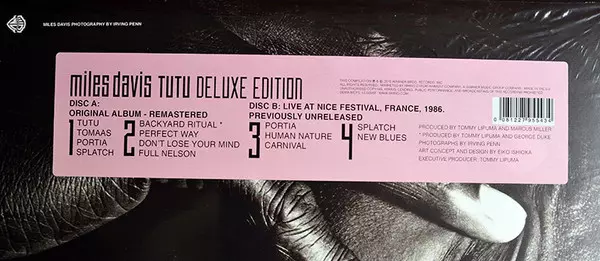 MILES DAVIS PHOTOGRAPHY BY IRVING PENN
miles davis TUTU DELUXE EDITION
DISC A:
ORIGINAL ALBUM - REMASTERED
1
TUTU
TOMAAS
PORTIA
SPLATCH
2
BACKYARD RITUAL *
PERFECT WAY
DON'T LOSE YOUR MIND
FULL NELSON
DISC B: LIVE AT NICE FESTIVAL, FRANCE, 1986.
PREVIOUSLY UNRELEASED
3
PORTIA
HUMAN NATURE
CARNIVAL
4
SPLATCH
NEW BLUES
PRODUCED BY TOMMY LIPUMA AND MARCUS MILLER
* PRODUCED BY TOMMY LIPUMA AND GEORGE DUKE
PHOTOGRAPHS BY IRVING PENN
ART CONCEPT AND DESIGN BY EIKO ISHIOKA
EXECUTIVE PRODUCER, TOMMY LIPUMA